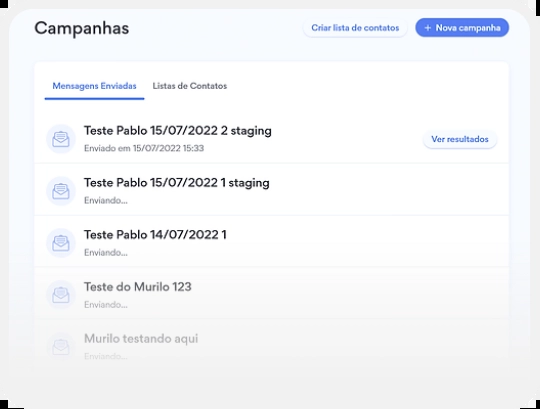 Campanhas
Criar lista de contatos
+ Nova campanha
Mensagens Enviadas
Listas de Contatos
Teste Pablo 15/07/2022 2 staging
Enviado em 15/07/2022 15:33
Ver resultados
Teste Pablo 15/07/2022 1 staging
Enviando...
Teste Pablo 14/07/2022 1
Enviando...
Teste do Murilo 123
Enviando...
Murilo testando aqui
Enviando...